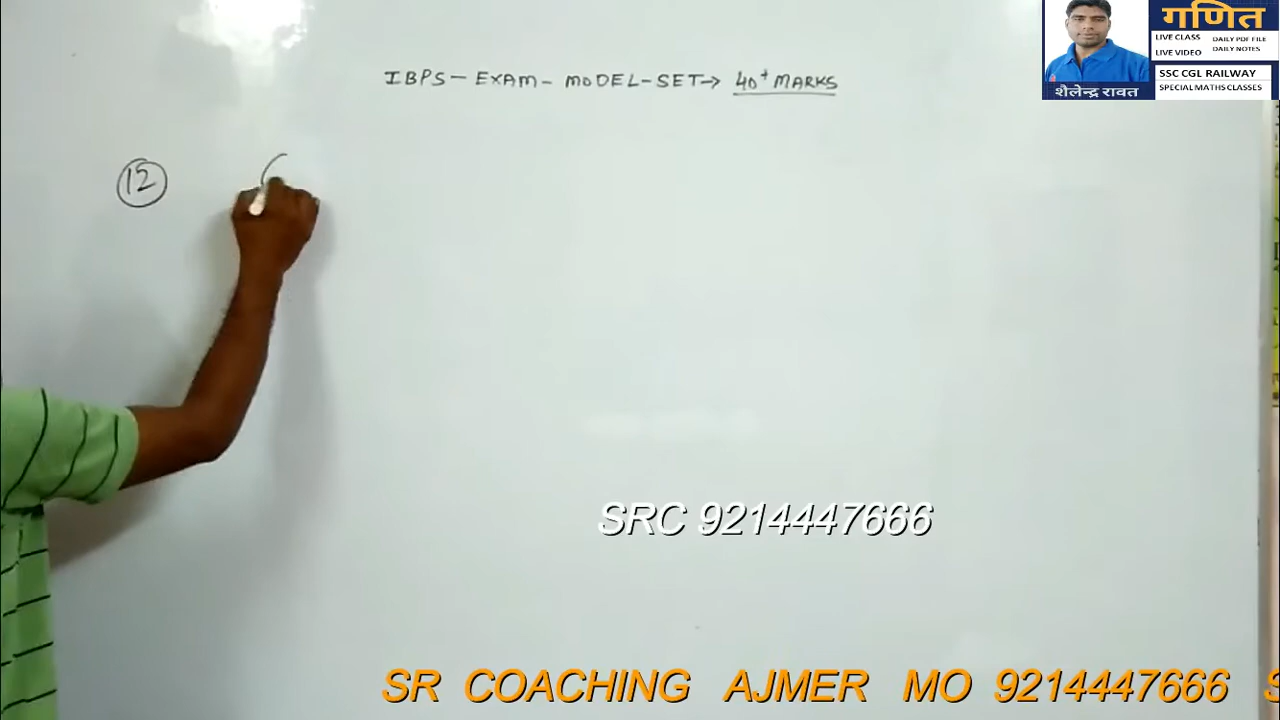 गणित
LIVE CLASS
DAILY PDF FILE
LIVE VIDEO
DAILY NOTES
SSC CGL RAILWAY
SPECIAL MATHS CLASSES
शैलेन्द्र रावत
IBPS - EXAM - MODEL - SET → 40+ MARKS
12
SRC 9214447666
SR COACHING AJMER MO 9214447666 S